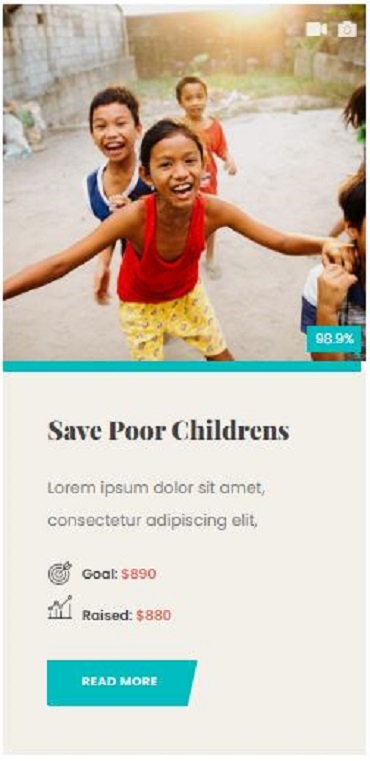 98.9%
Save Poor Childrens
Lorem ipsum dolor sit amet,
consectetur adipiscing elit,
Goal: $890
Raised: $880
READ MORE